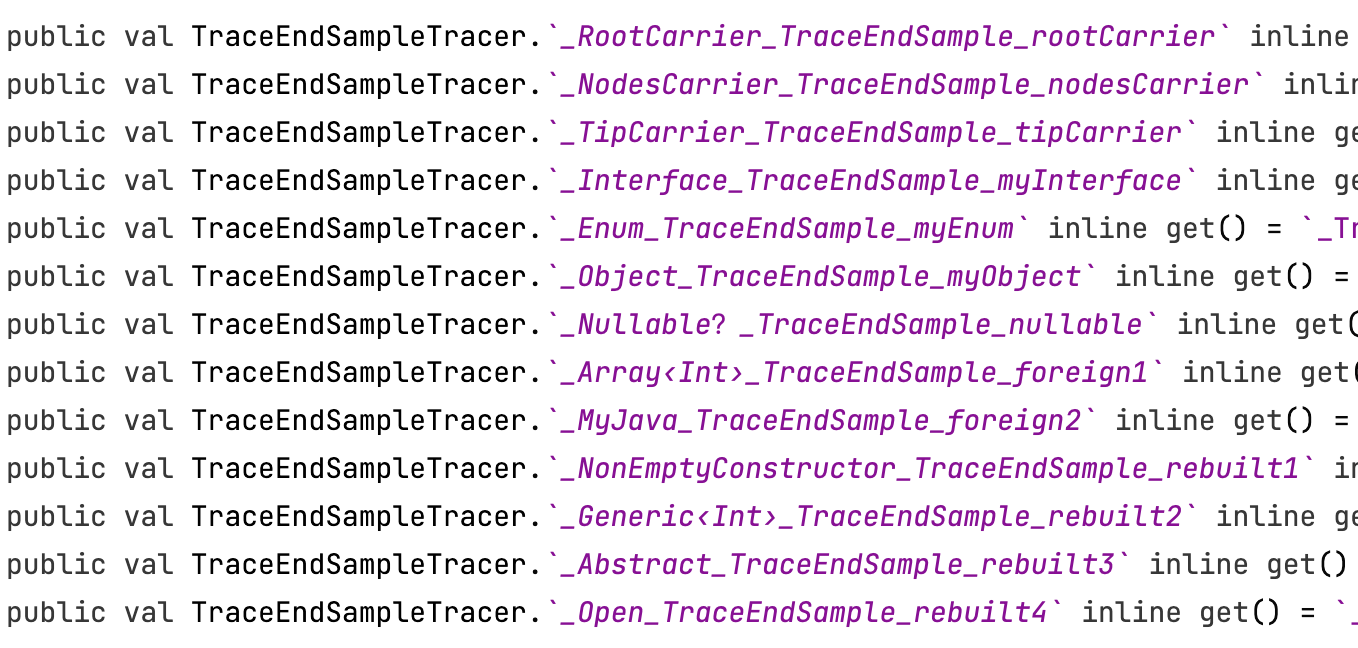 public val TraceEndSampleTracer.`_RootCarrier_TraceEndSample_rootCarrier` inline
public val TraceEndSampleTracer.`_NodesCarrier_TraceEndSample_nodesCarrier` inlin
public val TraceEndSampleTracer.`_TipCarrier_TraceEndSample_tipCarrier` inline ge
public val TraceEndSampleTracer.`_Interface_TraceEndSample_myInterface` inline ge
public val TraceEndSampleTracer.`_Enum_TraceEndSample_myEnum` inline get() = `_Tr
public val TraceEndSampleTracer.`_Object_TraceEndSample_myObject` inline get() =
public val TraceEndSampleTracer.`_Nullable? _TraceEndSample_nullable` inline get(
public val TraceEndSampleTracer.`_Array‹Int›_TraceEndSample_foreign1` inline get(
public val TraceEndSampleTracer.`_MyJava_TraceEndSample_foreign2` inline get() =
public val TraceEndSampleTracer.`_NonEmptyConstructor_TraceEndSample_rebuilt1` in
public val TraceEndSampleTracer.`_Generic‹Int›_TraceEndSample_rebuilt2` inline ge
public val TraceEndSampleTracer.`_Abstract_TraceEndSample_rebuilt3` inline get()
public val TraceEndSampleTracer.`_Open_TraceEndSample_rebuilt4` inline get() = `_